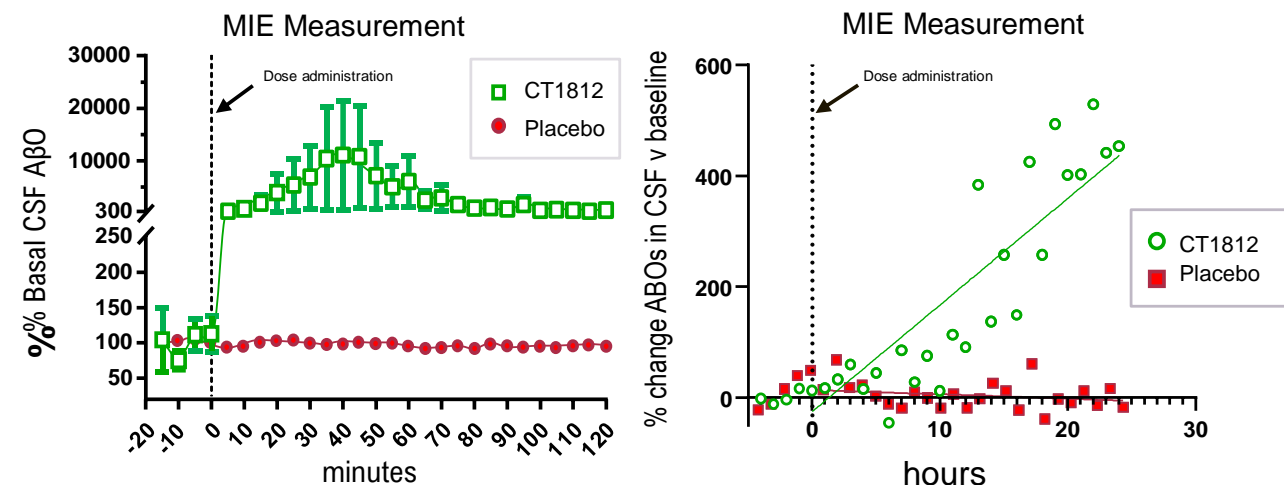 MIE Measurement
%% Basal CSF AβO
30000
20000
10000
300
250
200
150
100
50
-20
-10
0
10
20
30
40
50
60
70
80
90
100
110
120
minutes
Dose administration
CT1812
Placebo
MIE Measurement
% change ABOs in CSF v baseline
600
400
200
0
0
10
20
30
hours
Dose administration
CT1812
Placebo